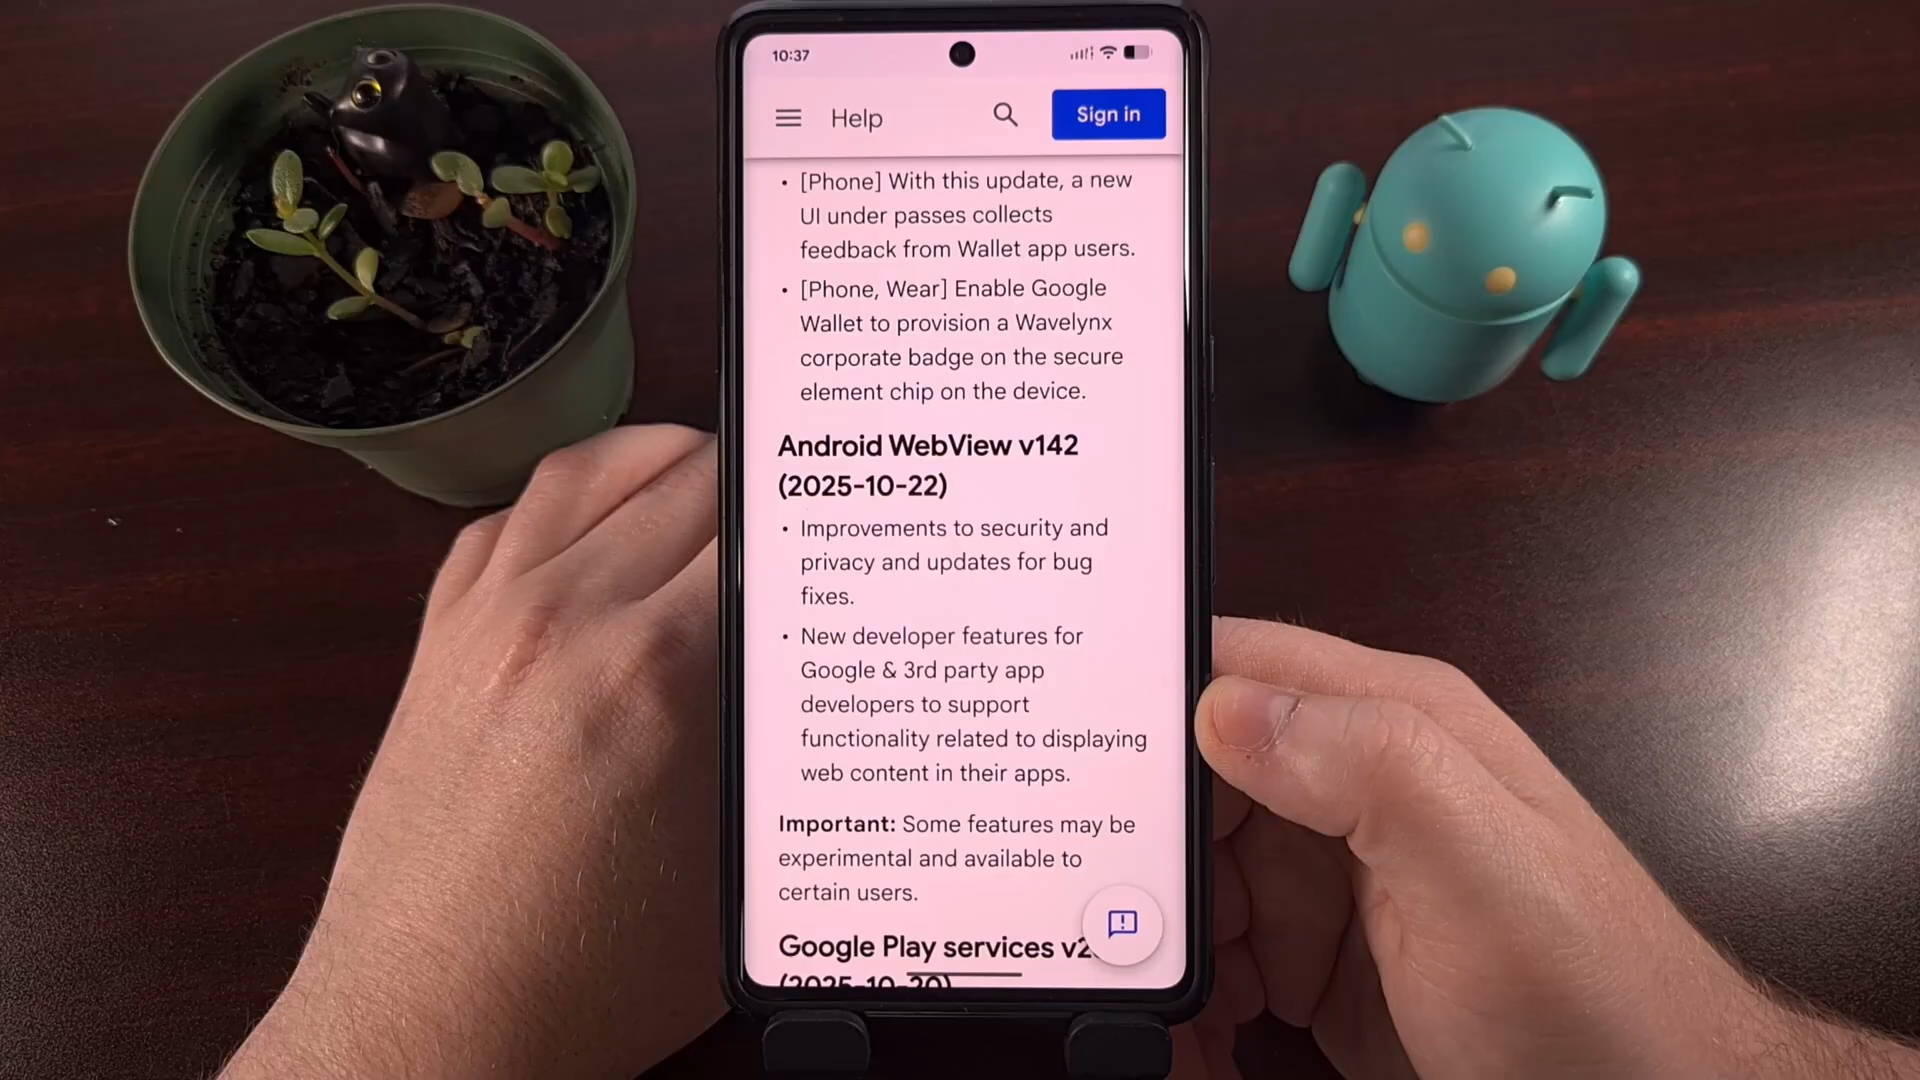 10:37
Help
Sign in
• [Phone] With this update, a new
UI under passes collects
feedback from Wallet app users.
• [Phone, Wear] Enable Google
Wallet to provision a Wavelynx
corporate badge on the secure
element chip on the device.
Android WebView v142
(2025-10-22)
• Improvements to security and
privacy and updates for bug
fixes.
• New developer features for
Google & 3rd party app
developers to support
functionality related to displaying
web content in their apps.
Important: Some features may be
experimental and available to
certain users.
Google Play services v2
(2025-10-20)